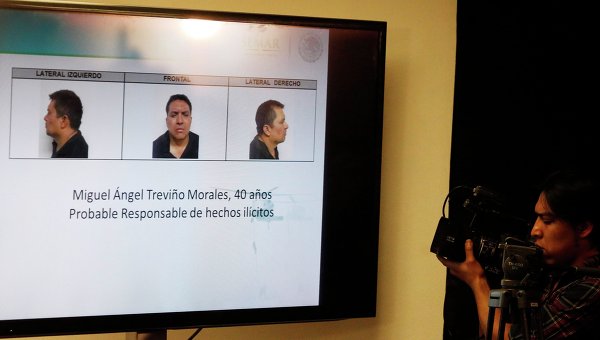 SEMAR
LATERAL IZQUIERDO
FRONTAL
LATERAL DERECHO
Miguel Ángel Treviño Morales, 40 años
Probable Responsable de hechos ilícitos